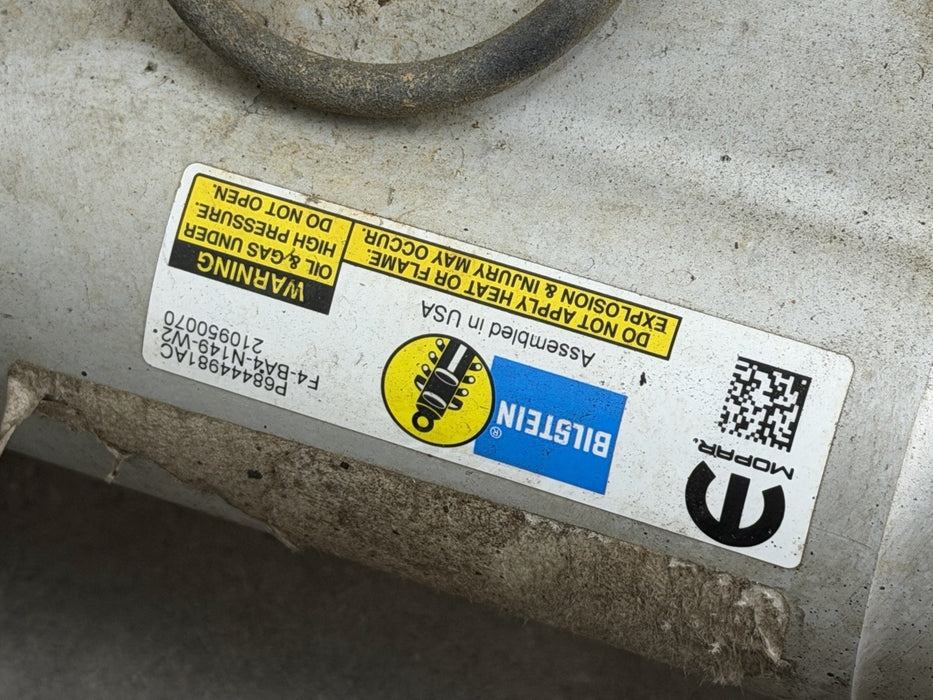 MOPAR.
BILSTEIN®
Assembled in USA
P68444981AC
F4-BA4-N149-W2.
210950070
WARNING
OIL & GAS UNDER
HIGH PRESSURE.
DO NOT OPEN.
DO NOT APPLY HEAT OR FLAME.
EXPLOSION & INJURY MAY OCCUR.